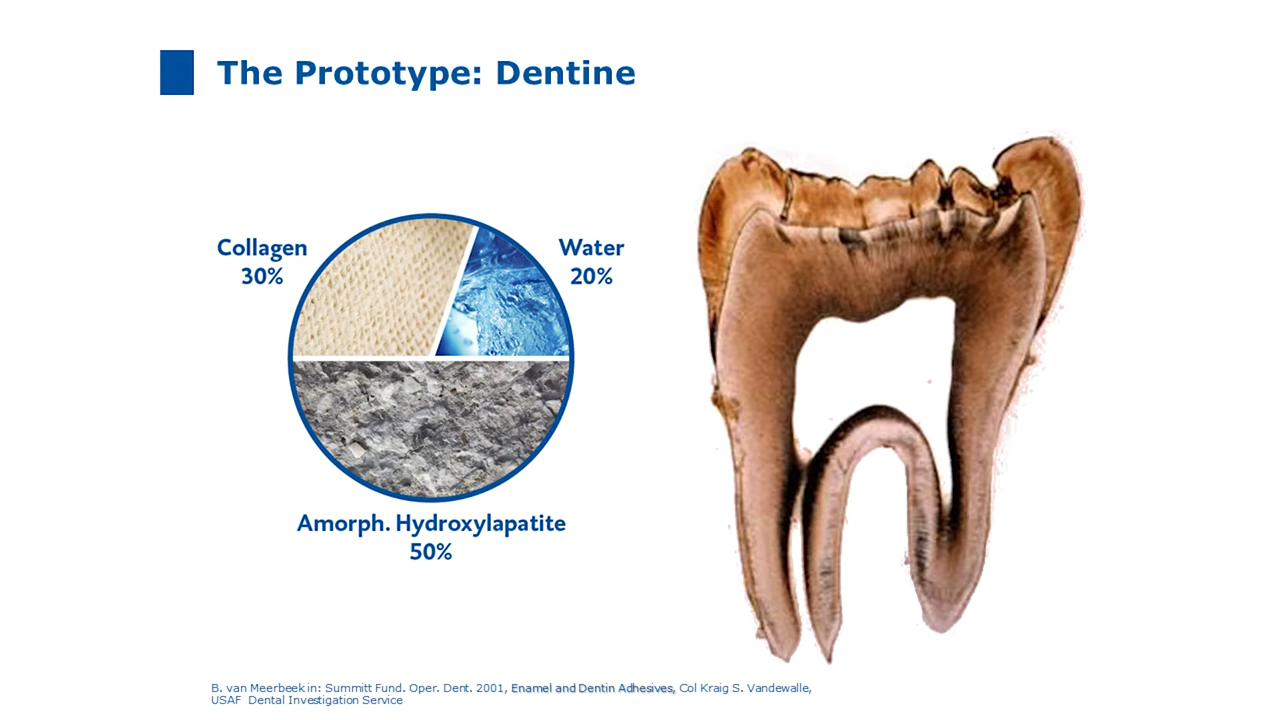 The Prototype: Dentine
Collagen
30%
Water
20%
Amorph. Hydroxylapatite
50%
B. van Meerbeek in: Summitt Fund. Oper. Dent. 2001, Enamel and Dentin Adhesives, Col Kraig S. Vandewalle,
USAF Dental Investigation Service